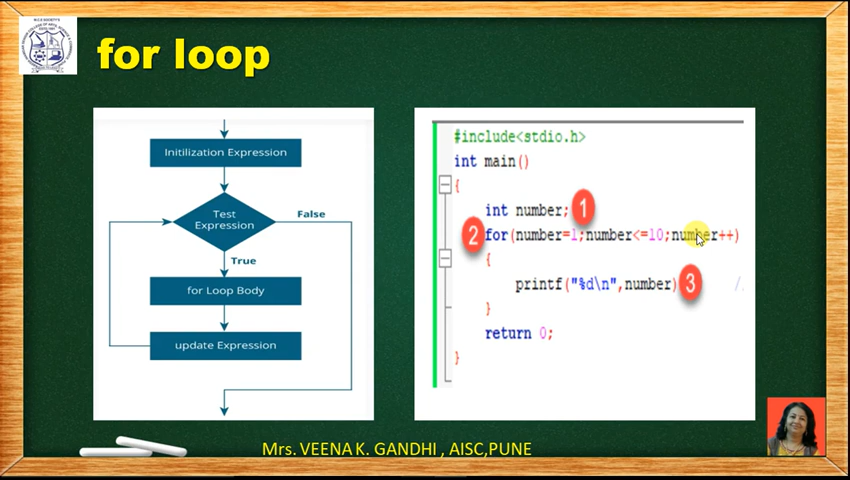 for loop
Initilization Expression
Test
Expression
False
True
for Loop Body
update Expression
#include<stdio.h>
int main()
{
int number; 1
2 for(number=1;number<=10;number++)
{
printf("%d\n",number) 3 /
}
return 0;
}
Mrs. VEENA K. GANDHI , AISC,PUNE